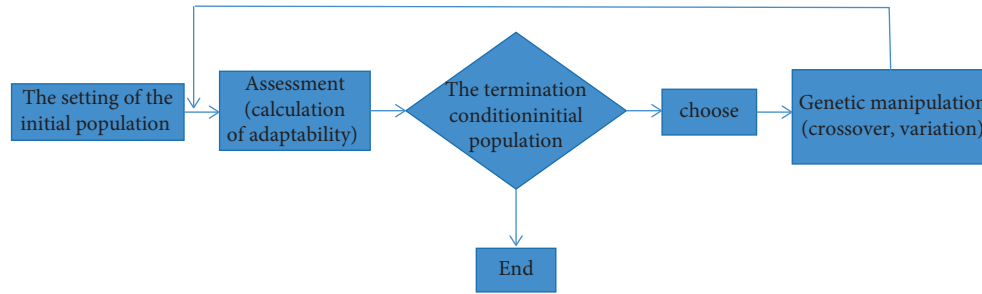 The setting of the
initial population
Assessment
(calculation
of adaptability)
The termination
conditioninitial
population
choose
Genetic manipulation
(crossover, variation)
End